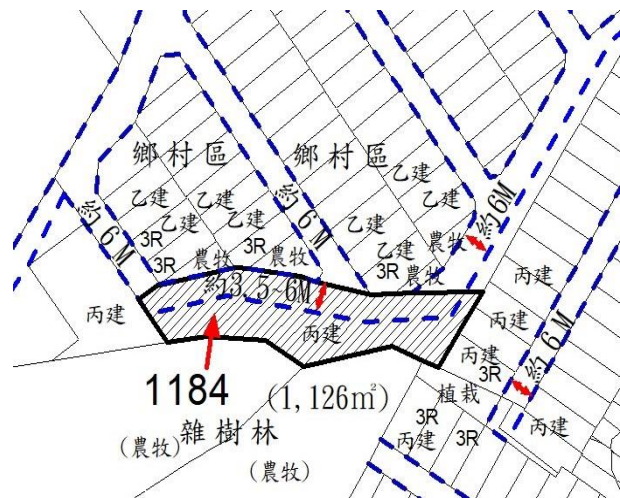 鄉村區
鄉村區
乙建
乙建
乙建
乙建
乙建
乙建
乙建
乙建
乙建
3R
3R
3R
3R
農牧
農牧
農牧
農牧
約6M
約6M
約6M
約3.5~6M
丙建
丙建
丙建
丙建
丙建
3R
約6M
植栽
3R
丙建
3R
丙建
1184
(1,126㎡)
雜樹林
(農牧)
(農牧)